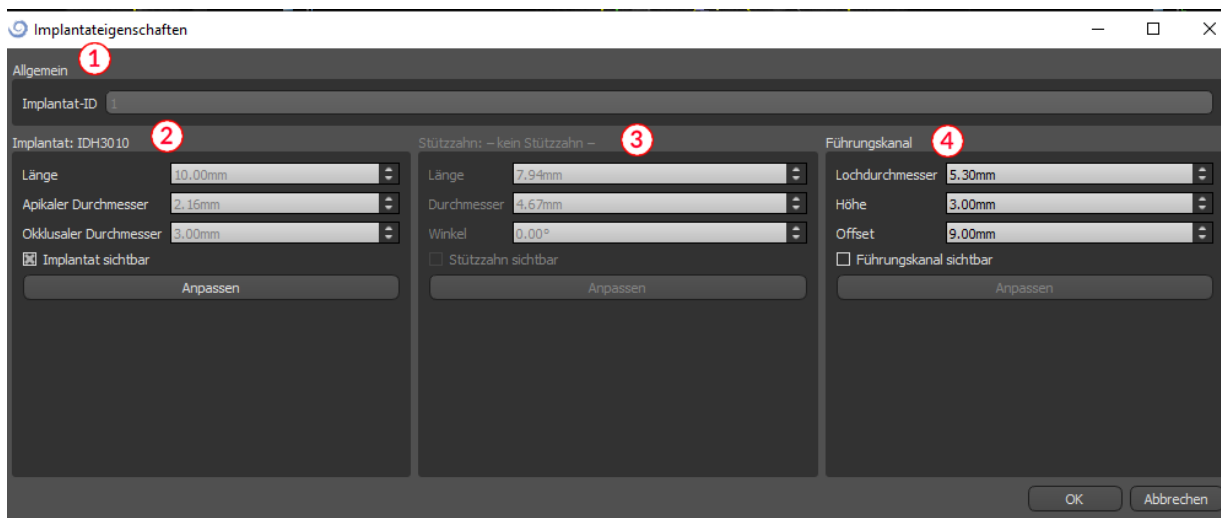 Implantateigenschaften
Allgemein 1
Implantat-ID 1
Implantat: IDH3010 2
Länge 10.00mm
Apikaler Durchmesser 2.16mm
Okklusaler Durchmesser 3.00mm
Implantat sichtbar
Anpassen
Stützzahn: – kein Stützzahn – 3
Länge 7.94mm
Durchmesser 4.67mm
Winkel 0.00°
Stützzahn sichtbar
Anpassen
Führungskanal 4
Lochdurchmesser 5.30mm
Höhe 3.00mm
Offset 9.00mm
Führungskanal sichtbar
Anpassen
OK Abbrechen